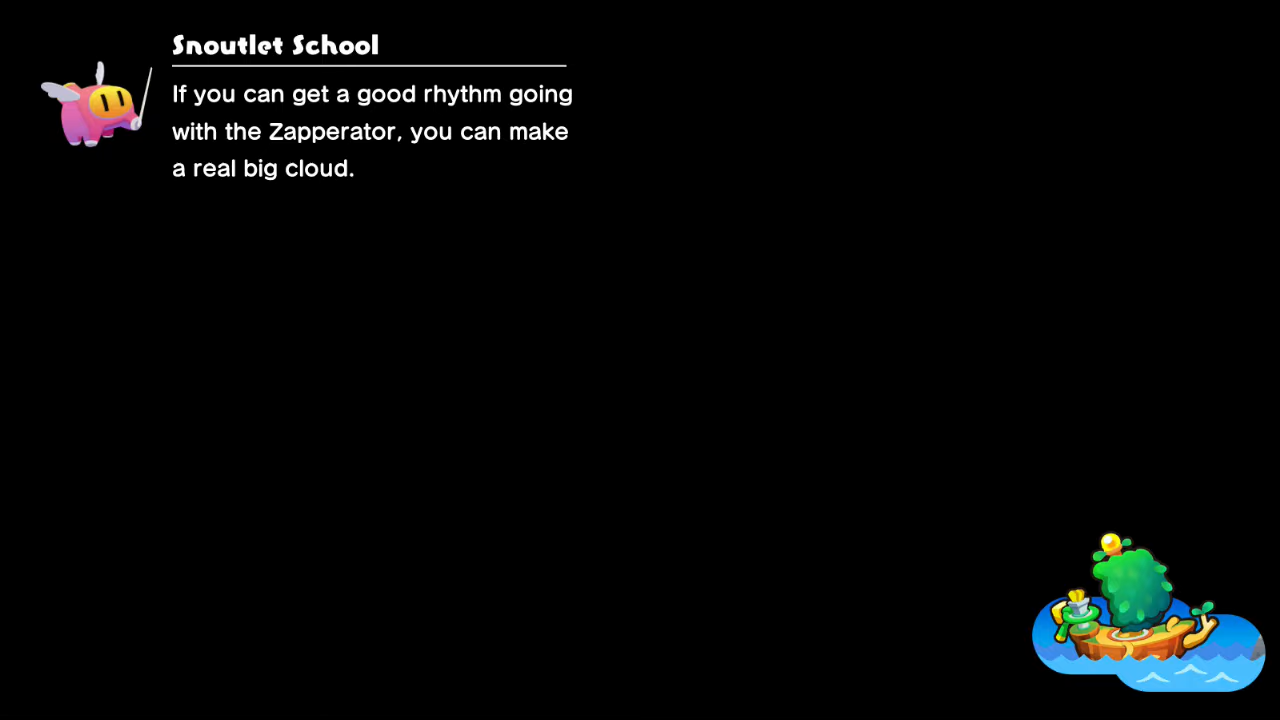 Snoutlet School
If you can get a good rhythm going
with the Zapperator, you can make
a real big cloud.